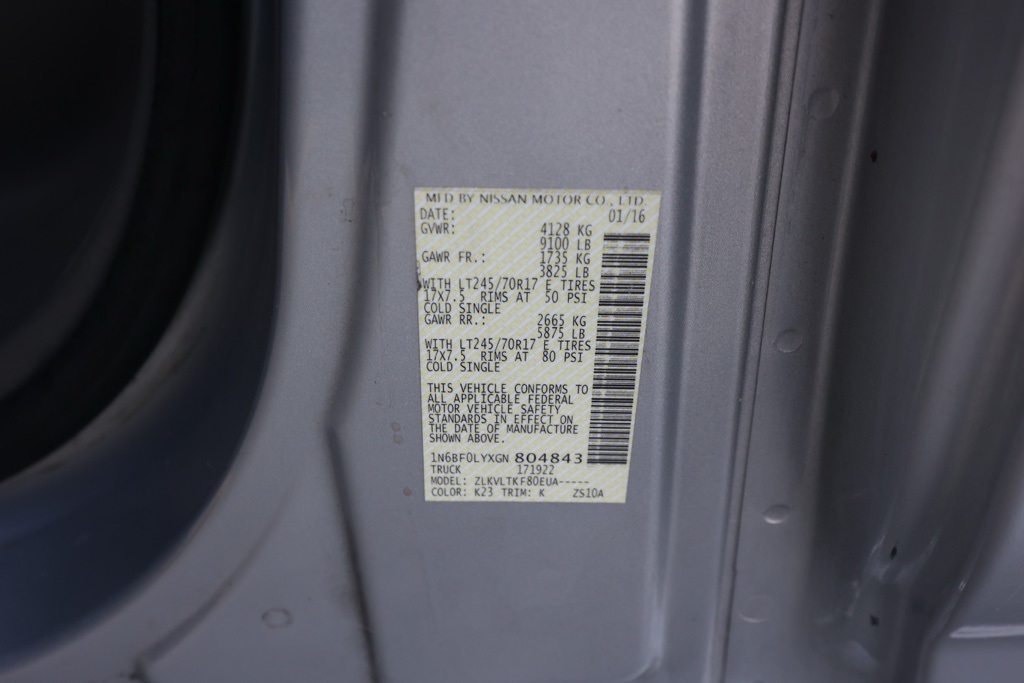 MFD BY NISSAN MOTOR CO., LTD.
DATE: 01/16
GVWR: 4128 KG
9100 LB
GAWR FR.: 1735 KG
3825 LB
WITH LT245/70R17 E TIRES
17X7.5 RIMS AT 50 PSI
COLD SINGLE
GAWR RR.: 2665 KG
5875 LB
WITH LT245/70R17 E TIRES
17X7.5 RIMS AT 80 PSI
COLD SINGLE
THIS VEHICLE CONFORMS TO
ALL APPLICABLE FEDERAL
MOTOR VEHICLE SAFETY
STANDARDS IN EFFECT ON
THE DATE OF MANUFACTURE
SHOWN ABOVE.
1N6BF0LYXGN 804843
TRUCK 171922
MODEL: ZLKVLTKF80EUA-----
COLOR: K23 TRIM: K ZS10A